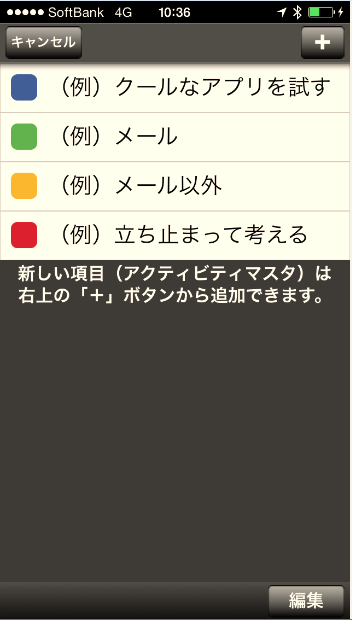 SoftBank 4G 10:36
キャンセル +
（例）クールなアプリを試す
（例）メール
（例）メール以外
（例）立ち止まって考える
新しい項目（アクティビティマスタ）は
右上の「＋」ボタンから追加できます。
編集